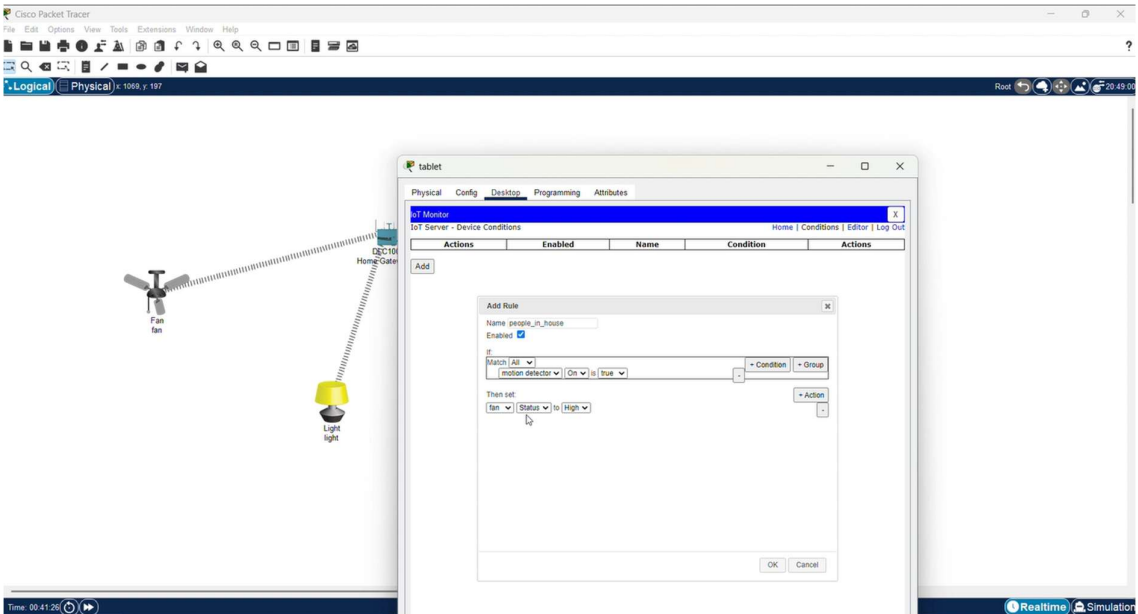 Cisco Packet Tracer
File Edit Options View Tools Extensions Window Help
?
Logical Physical x: 1069, y: 197 Root 20:49:00
tablet
Physical Config Desktop Programming Attributes
IoT Monitor X
IoT Server - Device Conditions Home | Conditions | Editor | Log Out
Actions Enabled Name Condition Actions
Add
Home
Fan
fan
Light
light
Add Rule
Name people_in_house
Enabled
If:
Match All + Condition + Group
motion detector On is true -
Then set: + Action
fan Status to High -
OK Cancel
Time: 00:41:26 Realtime Simulation